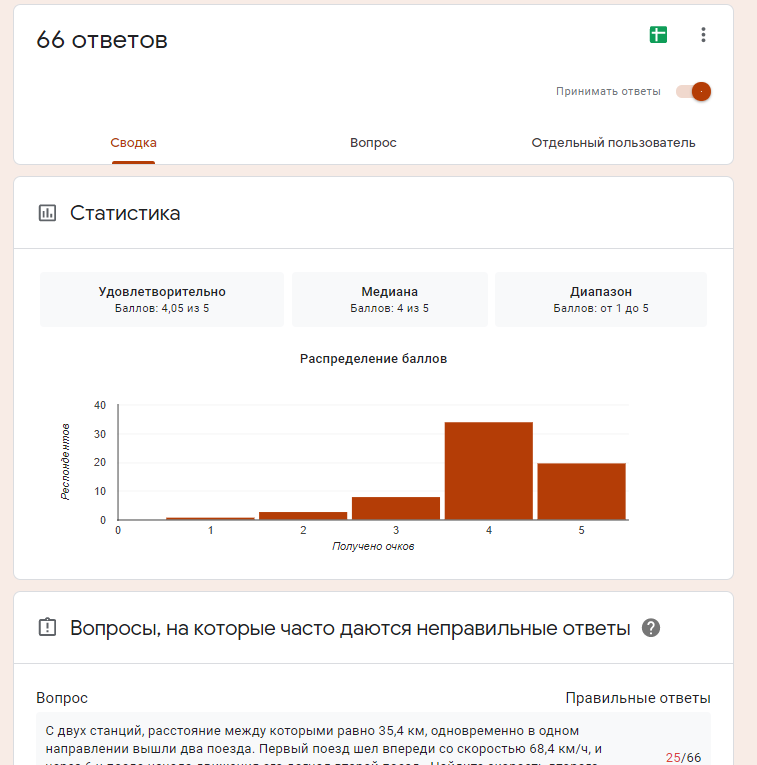 66 ответов
Принимать ответы
Сводка
Вопрос
Отдельный пользователь
Статистика
Удовлетворительно
Баллов: 4,05 из 5
Медиана
Баллов: 4 из 5
Диапазон
Баллов: от 1 до 5
Распределение баллов
Респондентов
40
30
20
10
0
0 1 2 3 4 5
Получено очков
Вопросы, на которые часто даются неправильные ответы ?
Вопрос
Правильные ответы
С двух станций, расстояние между которыми равно 35,4 км, одновременно в одном
направлении вышли два поезда. Первый поезд шел впереди со скоростью 68,4 км/ч, и
25/66